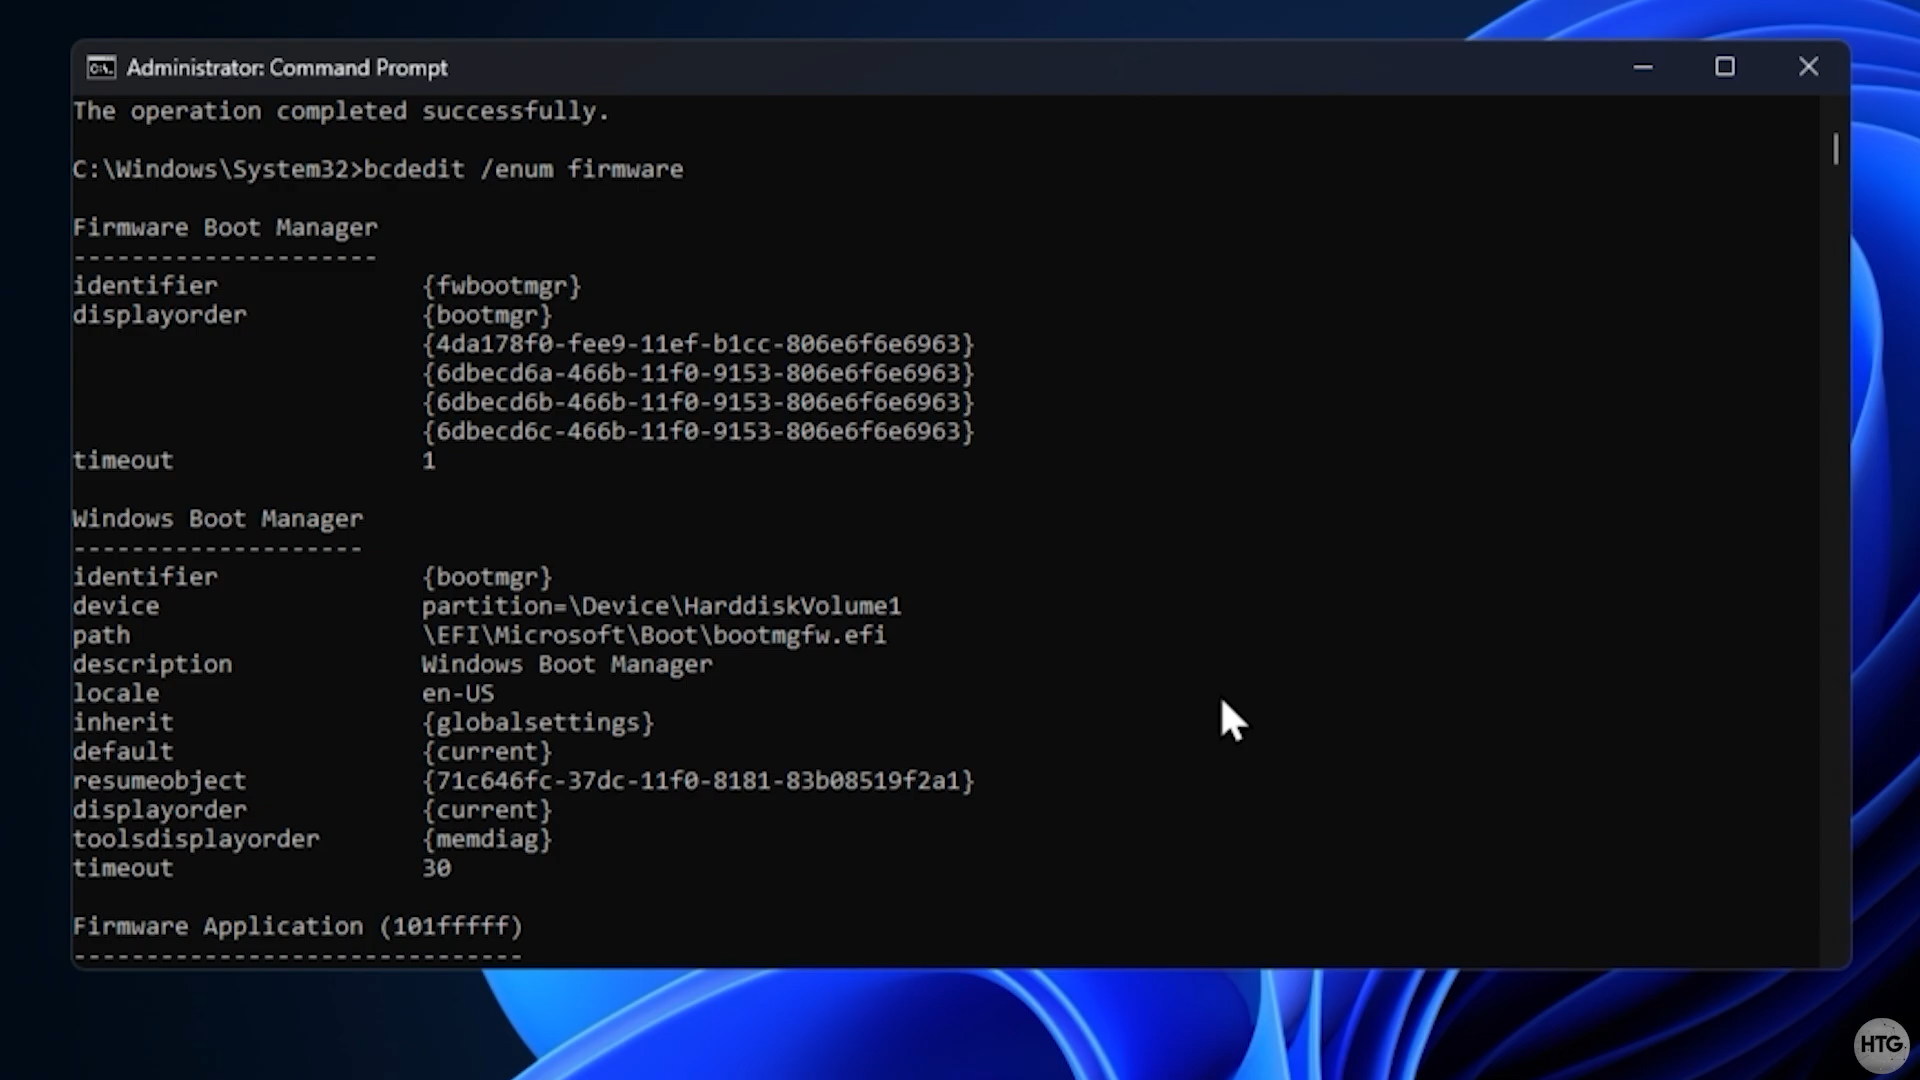 Administrator: Command Prompt
The operation completed successfully.
C:\Windows\System32>bcdedit /enum firmware
Firmware Boot Manager
---------------------
identifier              {fwbootmgr}
displayorder            {bootmgr}
                        {4da178f0-fee9-11ef-b1cc-806e6f6e6963}
                        {6dbecd6a-466b-11f0-9153-806e6f6e6963}
                        {6dbecd6b-466b-11f0-9153-806e6f6e6963}
                        {6dbecd6c-466b-11f0-9153-806e6f6e6963}
timeout                 1
Windows Boot Manager
--------------------
identifier              {bootmgr}
device                  partition=\Device\HarddiskVolume1
path                    \EFI\Microsoft\Boot\bootmgfw.efi
description             Windows Boot Manager
locale                  en-US
inherit                 {globalsettings}
default                 {current}
resumeobject            {71c646fc-37dc-11f0-8181-83b08519f2a1}
displayorder            {current}
toolsdisplayorder       {memdiag}
timeout                 30
Firmware Application (101fffff)
-------------------------------
HTG